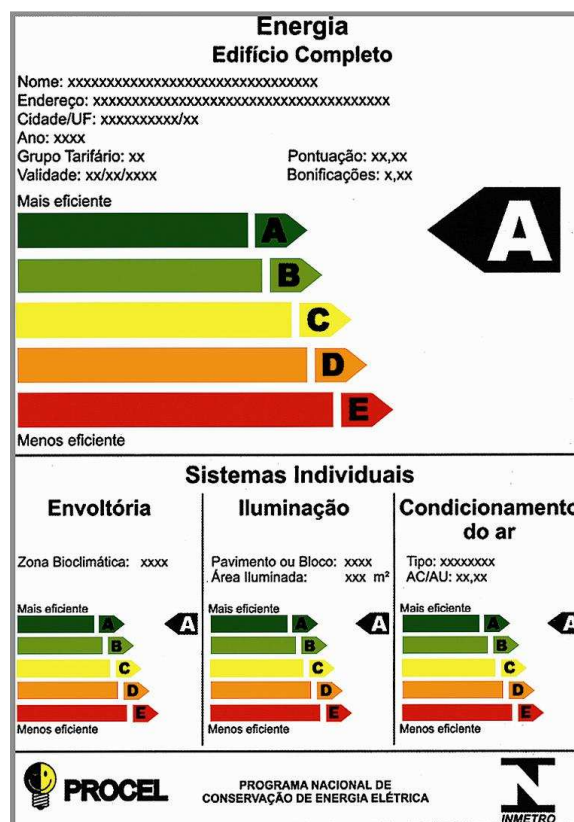 Energia
Edifício Completo
Nome: xxxxxxxxxxxxxxxxxxxxxxxxxxxxxxxx
Endereço: xxxxxxxxxxxxxxxxxxxxxxxxxxxxxxxxxxxxxx
Cidade/UF: xxxxxxxxxx/xx
Ano: xxxx
Grupo Tarifário: xx Pontuação: xx,xx
Validade: xx/xx/xxxx Bonificações: x,xx
Mais eficiente
A A
B
C
D
E
Menos eficiente
Sistemas Individuais
Envoltória
Zona Bioclimática: xxxx
Mais eficiente
A A
B
C
D
E
Menos eficiente
Iluminação
Pavimento ou Bloco: xxxx
Área Iluminada: xxx m²
Mais eficiente
A A
B
C
D
E
Menos eficiente
Condicionamento
do ar
Tipo: xxxxxxxx
AC/AU: xx,xx
Mais eficiente
A A
B
C
D
E
Menos eficiente
PROCEL
PROGRAMA NACIONAL DE
CONSERVAÇÃO DE ENERGIA ELÉTRICA
INMETRO